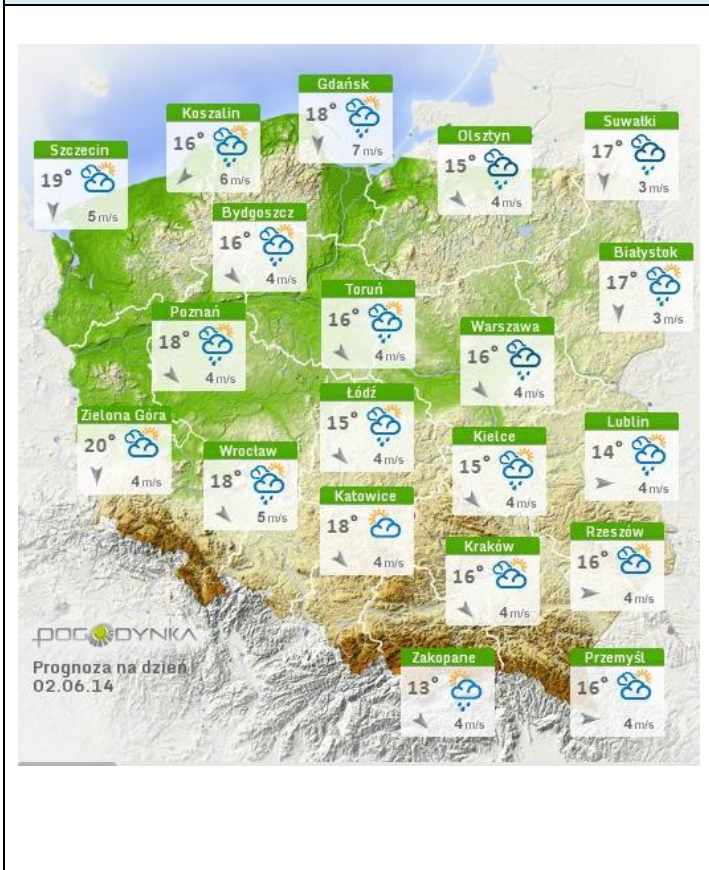 Gdańsk
18°
7 m/s
Koszalin
16°
6 m/s
Szczecin
19°
5 m/s
Olsztyn
15°
4 m/s
Suwałki
17°
3 m/s
Bydgoszcz
16°
4 m/s
Białystok
17°
3 m/s
Toruń
16°
4 m/s
Poznań
18°
4 m/s
Warszawa
16°
4 m/s
Łódź
15°
4 m/s
Zielona Góra
20°
4 m/s
Wrocław
18°
5 m/s
Kielce
15°
4 m/s
Lublin
14°
4 m/s
Katowice
18°
4 m/s
Kraków
16°
4 m/s
Rzeszów
16°
4 m/s
POGODYNKA
Prognoza na dzień
02.06.14
Zakopane
13°
4 m/s
Przemyśl
16°
4 m/s